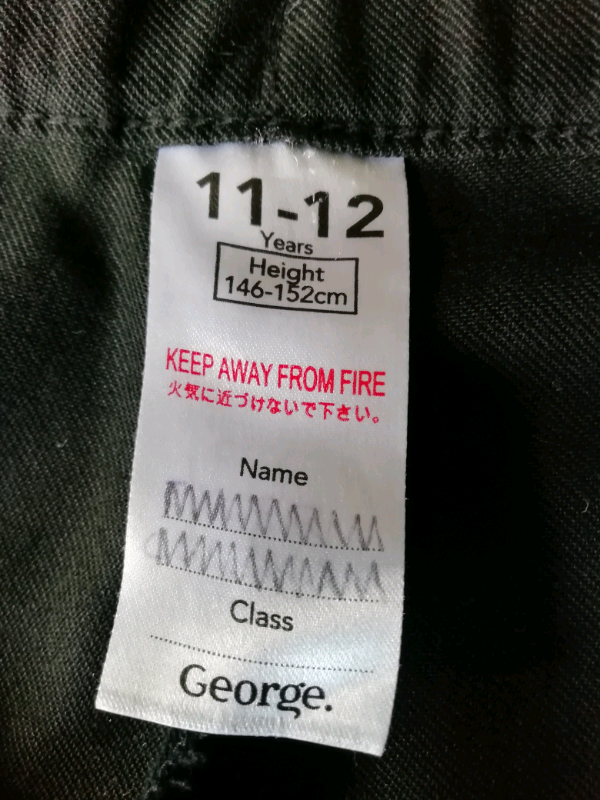 11-12
Years
Height
146-152cm
KEEP AWAY FROM FIRE
火気に近づけないで下さい。
Name
Class
George.